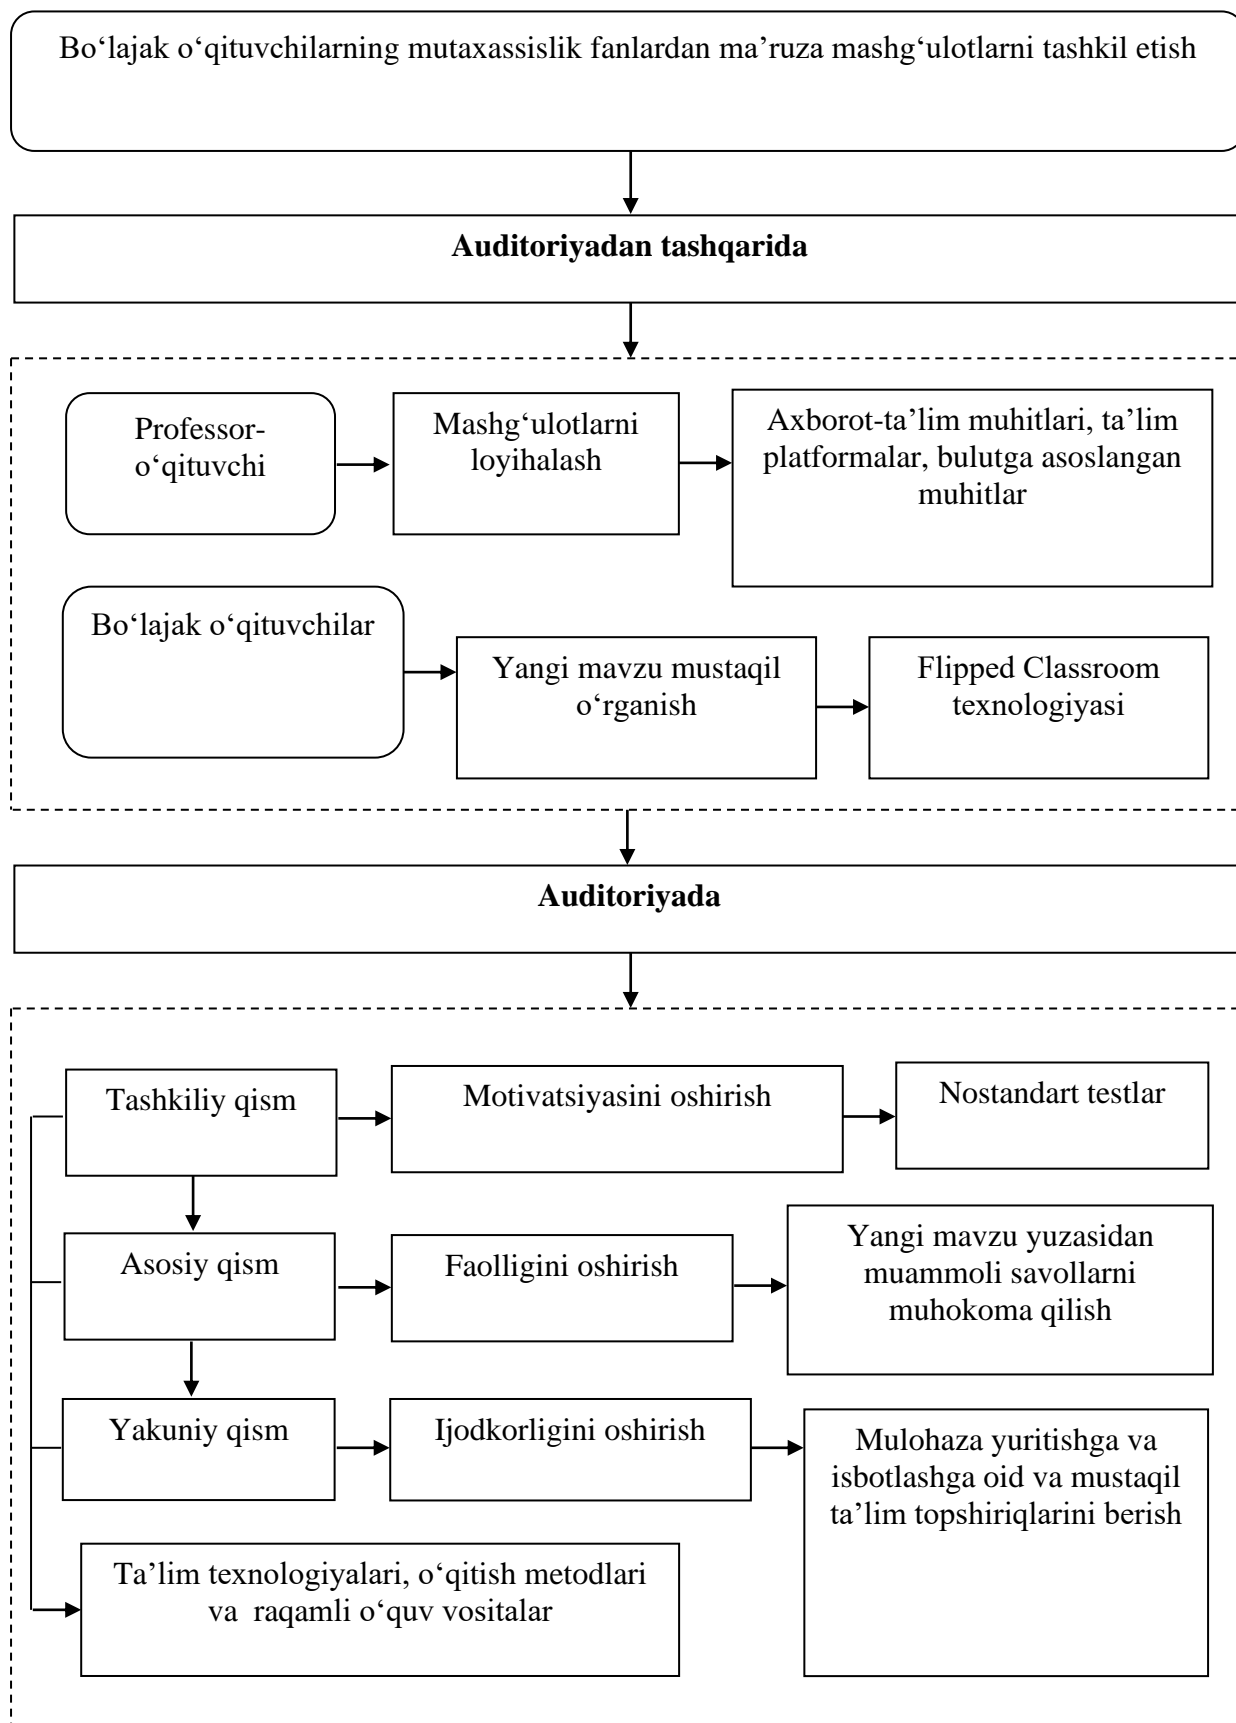 Bo‘lajak o‘qituvchilarning mutaxassislik fanlardan ma’ruza mashg‘ulotlarni tashkil etish
Auditoriyadan tashqarida
Professor-
o‘qituvchi
Mashg‘ulotlarni
loyihalash
Axborot-ta’lim muhitlari, ta’lim
platformalar, bulutga asoslangan
muhitlar
Bo‘lajak o‘qituvchilar
Yangi mavzu mustaqil
o‘rganish
Flipped Classroom
texnologiyasi
Auditoriyada
Tashkiliy qism
Motivatsiyasini oshirish
Nostandart testlar
Asosiy qism
Faolligini oshirish
Yangi mavzu yuzasidan
muammoli savollarni
muhokoma qilish
Yakuniy qism
Ijodkorligini oshirish
Mulohaza yuritishga va
isbotlashga oid va mustaqil
ta’lim topshiriqlarini berish
Ta’lim texnologiyalari, o‘qitish metodlari
va raqamli o‘quv vositalar